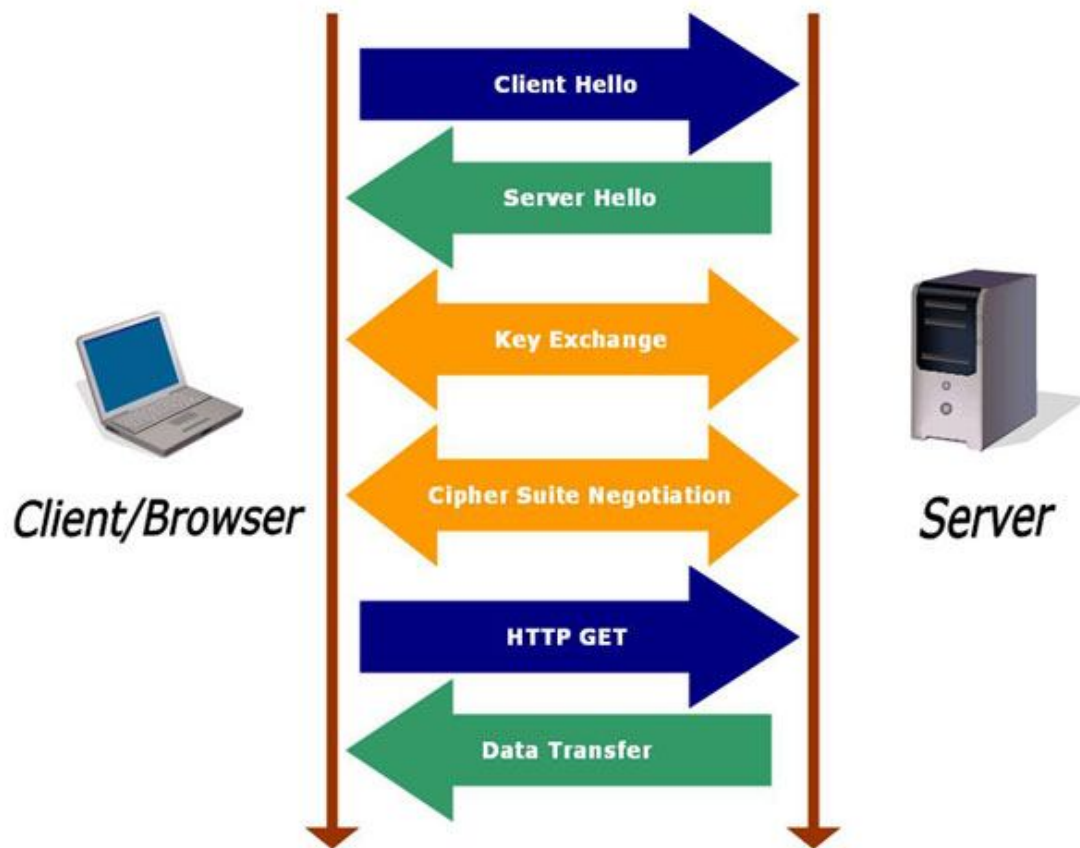 Client Hello
Server Hello
Key Exchange
Cipher Suite Negotiation
Client/Browser
Server
HTTP GET
Data Transfer